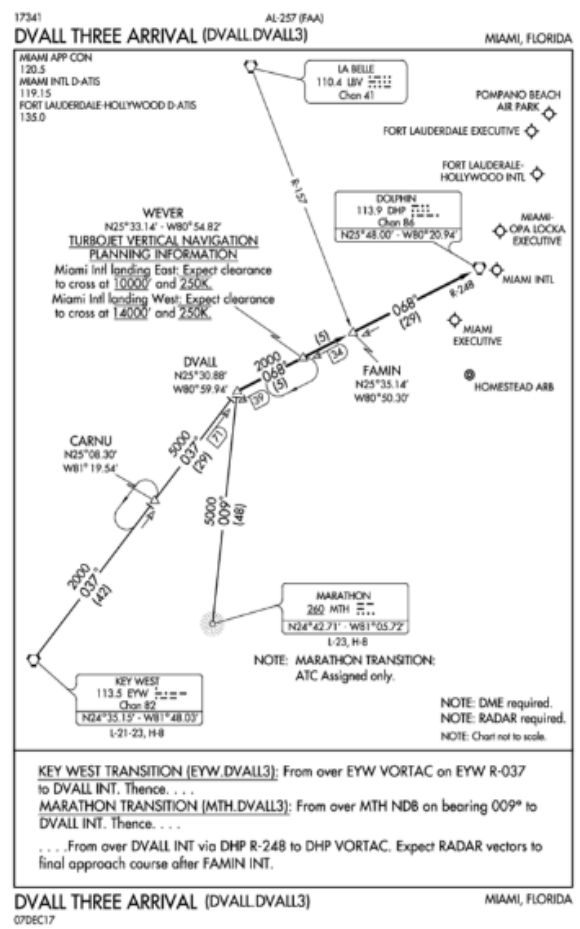 17341
AL-257 (FAA)
DVALL THREE ARRIVAL (DVALL.DVALL3)
MIAMI, FLORIDA
MIAMI APP CON
120.5
MIAMI INTL D-ATIS
119.15
FORT LAUDERDALE-HOLLYWOOD D-ATIS
135.0
LA BELLE
110.4 LBV
Chan 41
POMPANO BEACH
AIR PARK
FORT LAUDERDALE EXECUTIVE
FORT LAUDERALE-
HOLLYWOOD INTL
R-157
DOLPHIN
113.9 DHP
Chan 86
N25°48.00' - W80°20.94'
MIAMI-
OPA LOCKA
EXECUTIVE
WEVER
N25°33.14' - W80°54.82'
TURBOJET VERTICAL NAVIGATION
PLANNING INFORMATION
Miami Intl landing East: Expect clearance
to cross at 10000' and 250K.
Miami Intl landing West: Expect clearance
to cross at 14000' and 250K.
MIAMI INTL
R-248
068°
(29)
MIAMI
EXECUTIVE
HOMESTEAD ARB
(5)
34
FAMIN
N25°35.14'
W80°50.30'
2000
068°
(5)
39
DVALL
N25°30.88'
W80°59.94'
71
5000
037°
(29)
CARNU
N25°08.30'
W81°19.54'
5000
009°
(48)
2000
037°
(42)
MARATHON
260 MTH
N24°42.71' - W81°05.72'
L-23, H-8
NOTE: MARATHON TRANSITION:
ATC Assigned only.
KEY WEST
113.5 EYW
Chan 82
N24°35.15' - W81°48.03'
L-21-23, H-8
NOTE: DME required.
NOTE: RADAR required.
NOTE: Chart not to scale.
KEY WEST TRANSITION (EYW.DVALL3): From over EYW VORTAC on EYW R-037
to DVALL INT. Thence. . . .
MARATHON TRANSITION (MTH.DVALL3): From over MTH NDB on bearing 009° to
DVALL INT. Thence. . . .
. . . .From over DVALL INT via DHP R-248 to DHP VORTAC. Expect RADAR vectors to
final approach course after FAMIN INT.
DVALL THREE ARRIVAL (DVALL.DVALL3)
MIAMI, FLORIDA
07DEC17